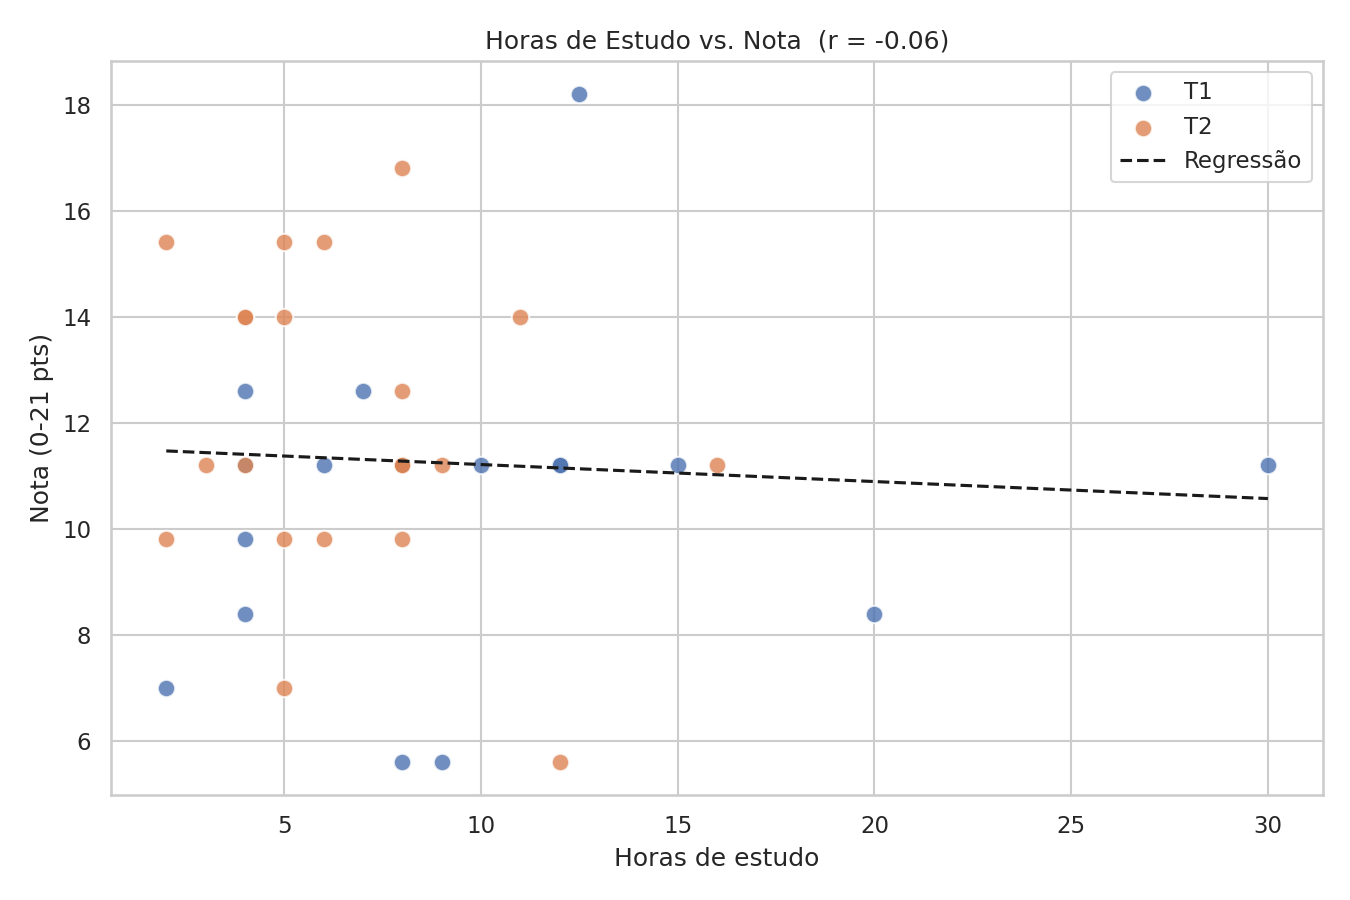 Horas de Estudo vs. Nota (r = -0.06)
T1
T2
Regressão
Nota (0-21 pts)
18
16
14
12
10
8
6
5
10
15
20
25
30
Horas de estudo